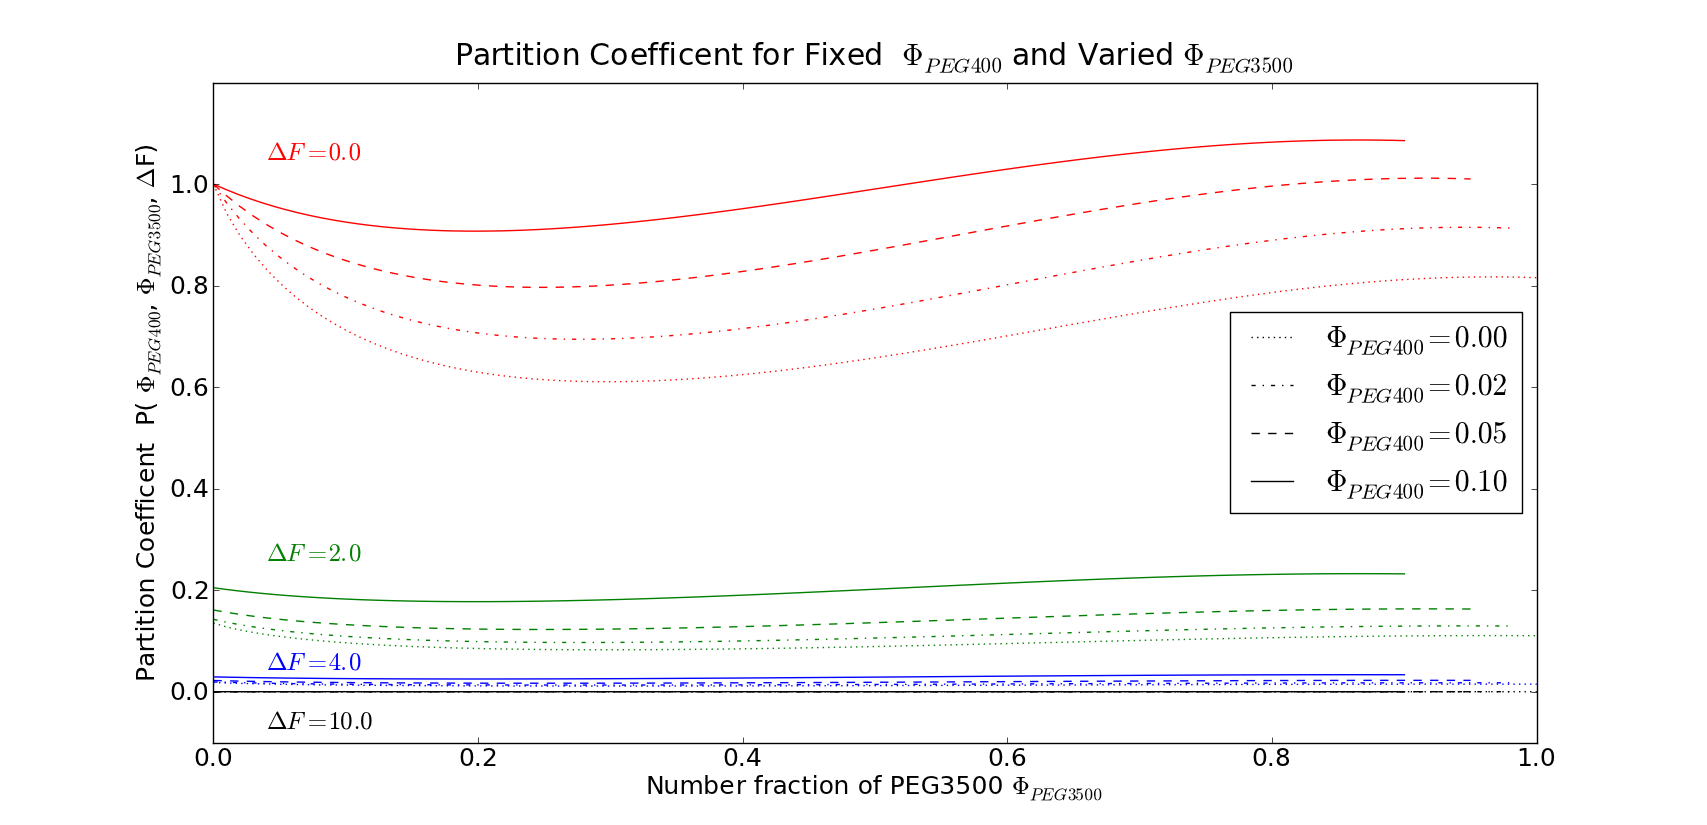 Partition Coefficent for Fixed Φ_PEG400 and Varied Φ_PEG3500
Partition Coefficent P( Φ_PEG400, Φ_PEG3500, ΔF)
1.0
0.8
0.6
0.4
0.2
0.0
ΔF=0.0
ΔF=2.0
ΔF=4.0
ΔF=10.0
Φ_PEG400=0.00
Φ_PEG400=0.02
Φ_PEG400=0.05
Φ_PEG400=0.10
0.0 0.2 0.4 0.6 0.8 1.0
Number fraction of PEG3500 Φ_PEG3500